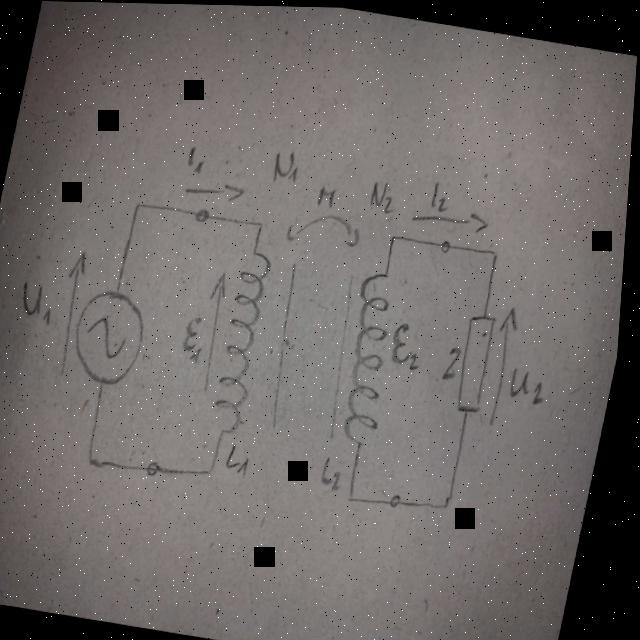 I₁ N₁ M N₂ I₂
U₁ ε₁ ε₂ Z U₂
L₁ L₂